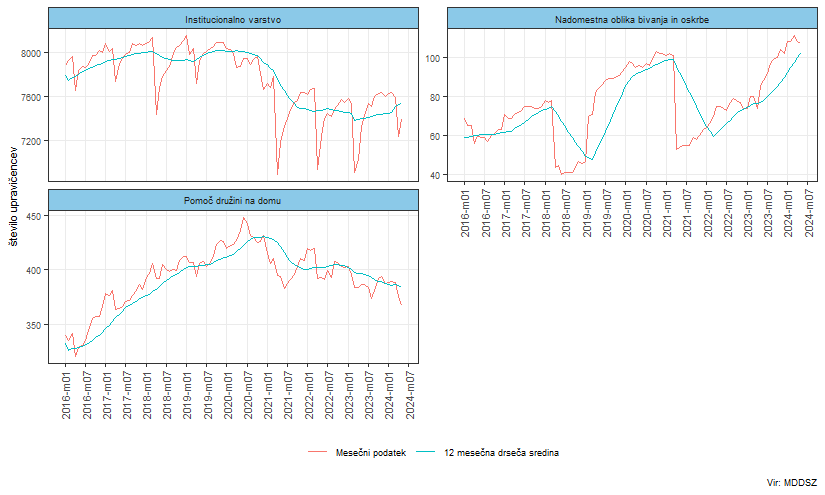 Institucionalno varstvo
Nadomestna oblika bivanja in oskrbe
število upravičencev
8000
7600
7200
100
80
60
40
2016-m01
2016-m07
2017-m01
2017-m07
2018-m01
2018-m07
2019-m01
2019-m07
2020-m01
2020-m07
2021-m01
2021-m07
2022-m01
2022-m07
2023-m01
2023-m07
2024-m01
2024-m07
Pomoč družini na domu
450
400
350
2016-m01
2016-m07
2017-m01
2017-m07
2018-m01
2018-m07
2019-m01
2019-m07
2020-m01
2020-m07
2021-m01
2021-m07
2022-m01
2022-m07
2023-m01
2023-m07
2024-m01
2024-m07
Mesečni podatek
12 mesečna drseča sredina
Vir: MDDSZ